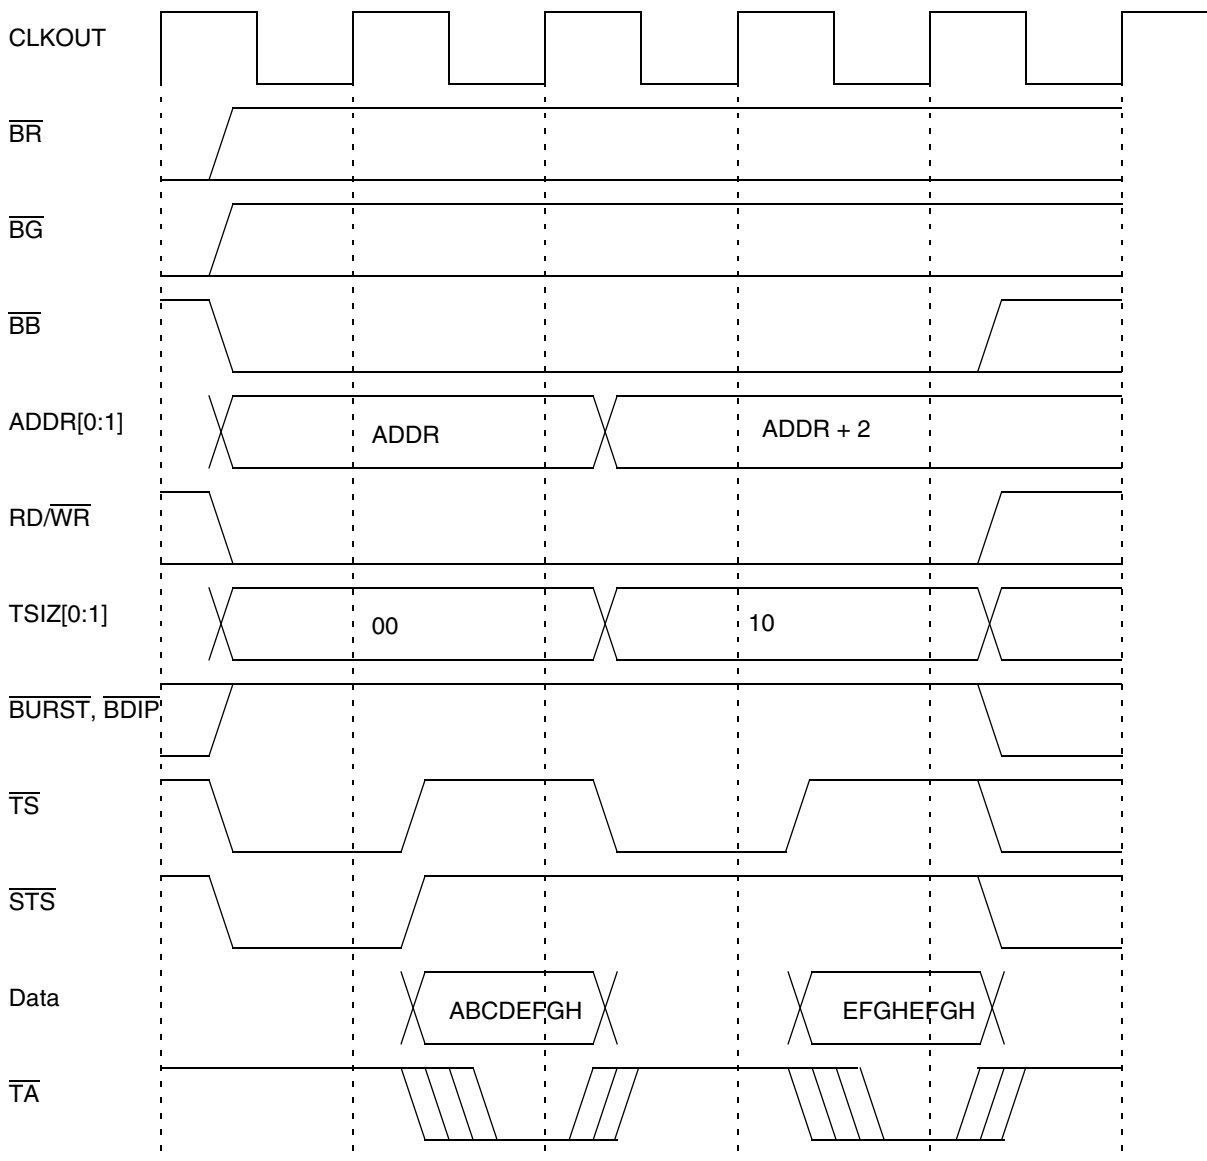 CLKOUT
BR
BG
BB
ADDR[0:1]
ADDR
ADDR + 2
RD/WR
TSIZ[0:1]
00
10
BURST, BDIP
TS
STS
Data
ABCDEFGH
EFGHEFGH
TA